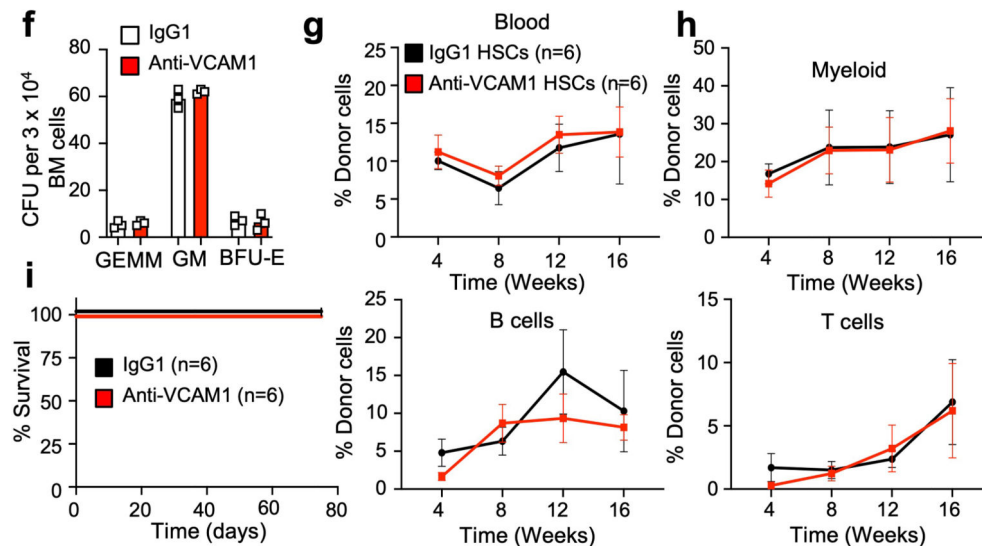 f
IgG1
Anti-VCAM1
CFU per 3 x 10⁴
BM cells
80
60
40
20
0
GEMM
GM
BFU-E
g
Blood
IgG1 HSCs (n=6)
Anti-VCAM1 HSCs (n=6)
% Donor cells
25
20
15
10
5
0
4
8
12
16
Time (Weeks)
h
Myeloid
% Donor cells
50
40
30
20
10
0
4
8
12
16
Time (Weeks)
i
% Survival
100
75
50
25
0
IgG1 (n=6)
Anti-VCAM1 (n=6)
0
20
40
60
80
Time (days)
B cells
% Donor cells
25
20
15
10
5
0
4
8
12
16
Time (Weeks)
T cells
% Donor cells
15
10
5
0
4
8
12
16
Time (Weeks)